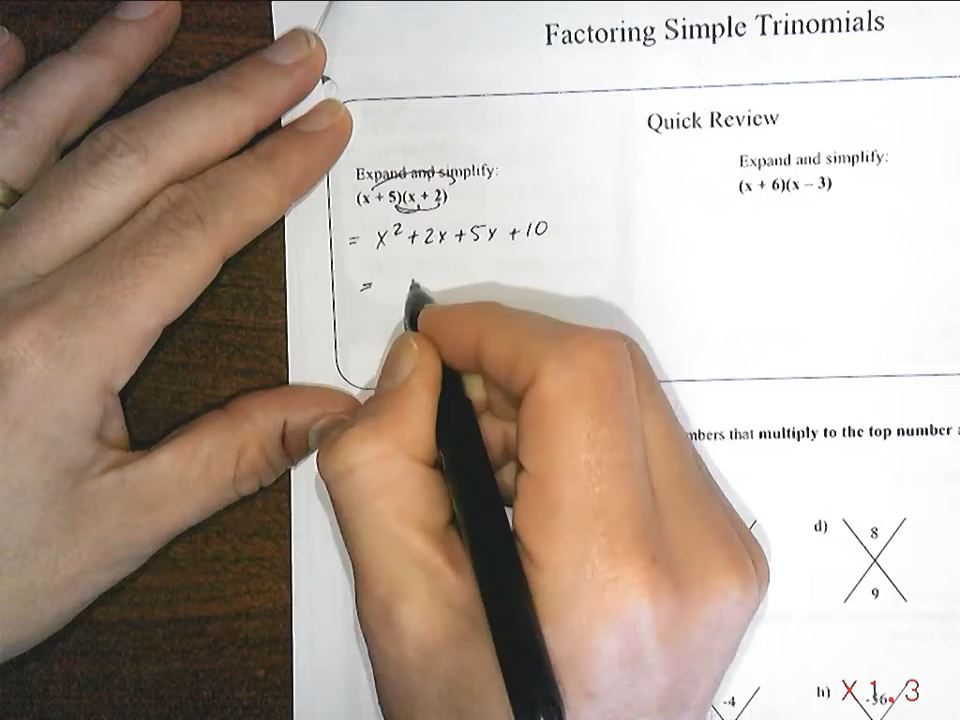 Factoring Simple Trinomials
Quick Review
Expand and simplify:
(x + 5)(x + 2)
= x² + 2x + 5x + 10
=
Expand and simplify:
(x + 6)(x – 3)
mbers that multiply to the top number
d)
8
9
-4
h)
-36
X 1. 3